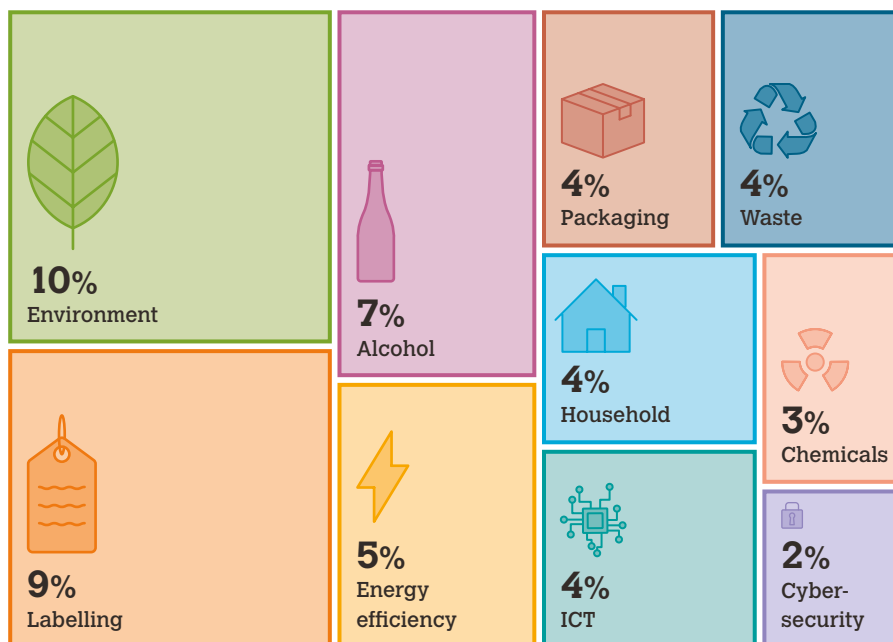 10%
Environment
7%
Alcohol
4%
Packaging
4%
Waste
4%
Household
3%
Chemicals
9%
Labelling
5%
Energy
efficiency
4%
ICT
2%
Cyber-
security